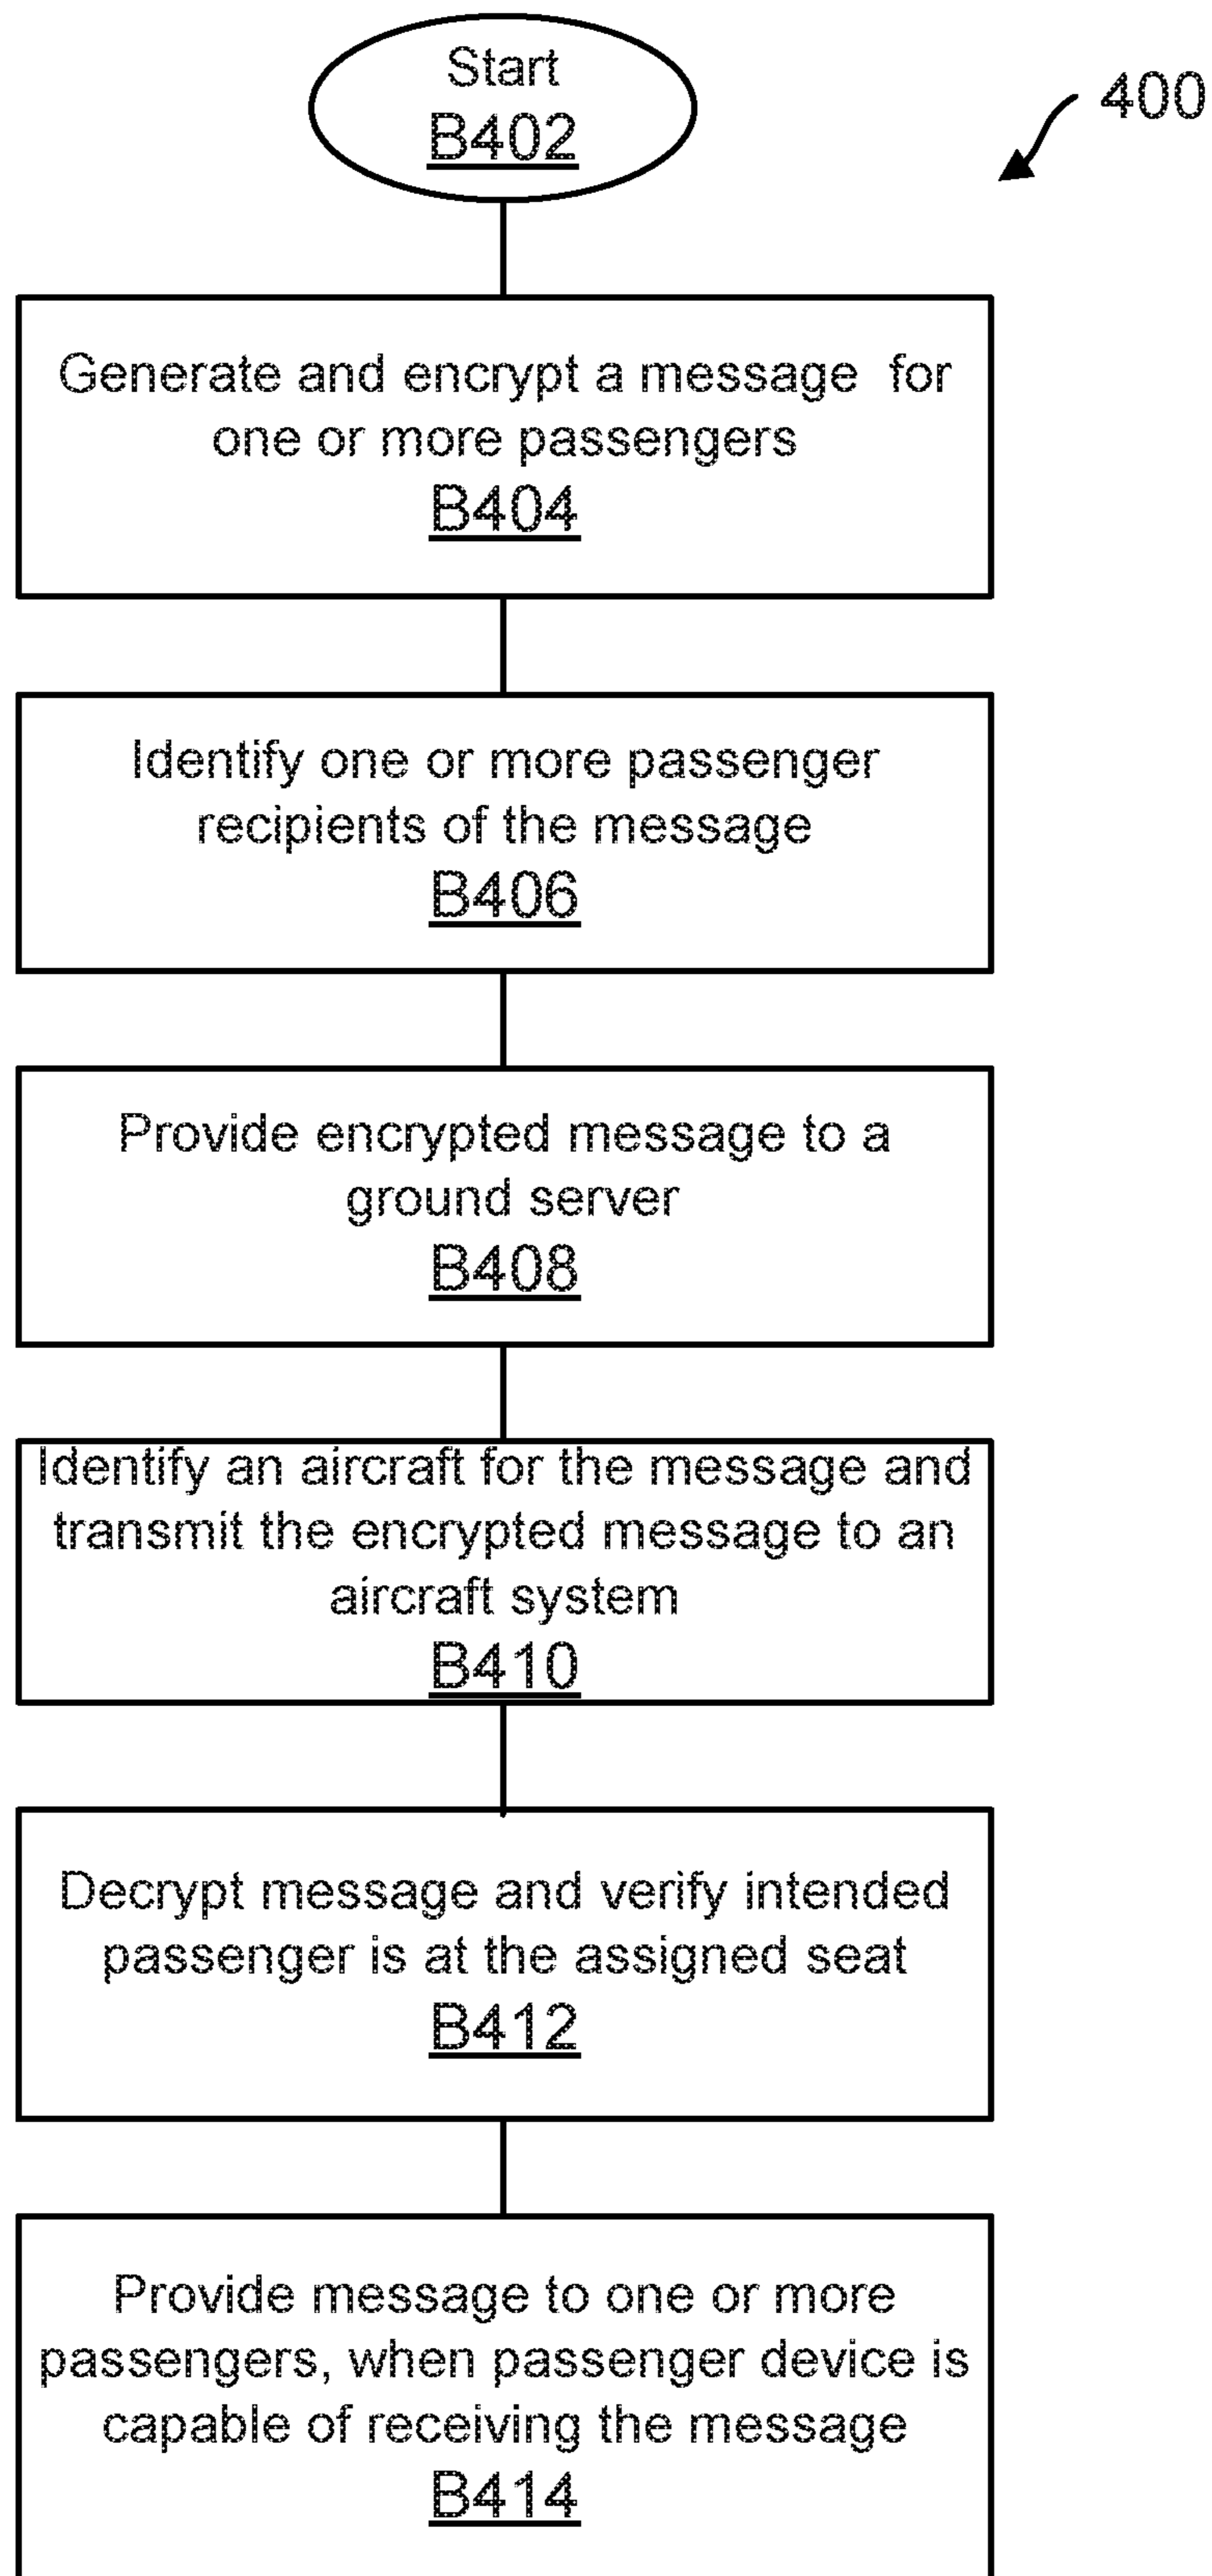 Start
B402
400
Generate and encrypt a message for
one or more passengers
B404
Identify one or more passenger
recipients of the message
B406
Provide encrypted message to a
ground server
B408
Identify an aircraft for the message and
transmit the encrypted message to an
aircraft system
B410
Decrypt message and verify intended
passenger is at the assigned seat
B412
Provide message to one or more
passengers, when passenger device is
capable of receiving the message
B414